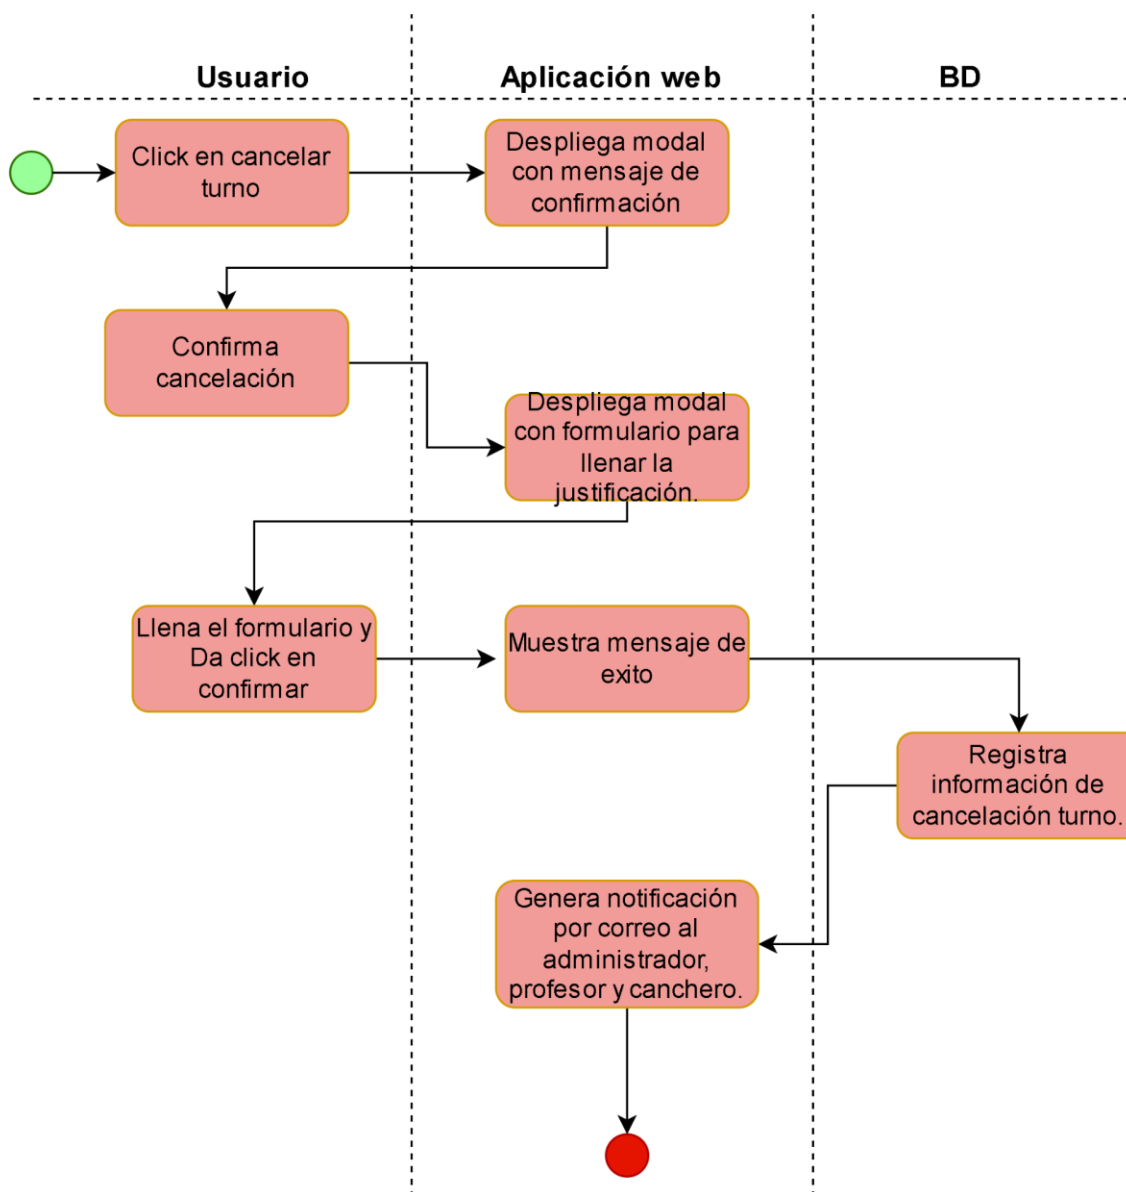 Usuario
Aplicación web
BD
Click en cancelar
turno
Despliega modal
con mensaje de
confirmación
Confirma
cancelación
Despliega modal
con formulario para
llenar la
justificación.
Llena el formulario y
Da click en
confirmar
Muestra mensaje de
exito
Registra
información de
cancelación turno.
Genera notificación
por correo al
administrador,
profesor y canchero.